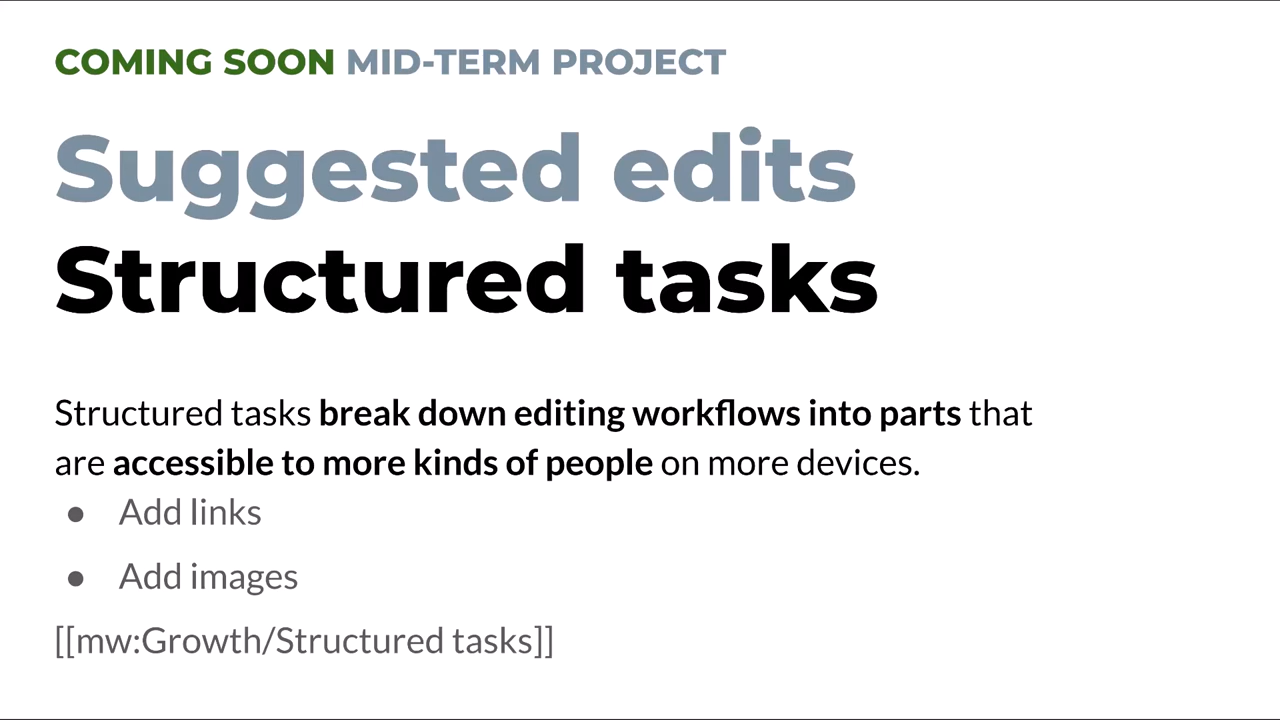 COMING SOON MID-TERM PROJECT
Suggested edits
Structured tasks
Structured tasks break down editing workflows into parts that
are accessible to more kinds of people on more devices.
● Add links
● Add images
[[mw:Growth/Structured tasks]]